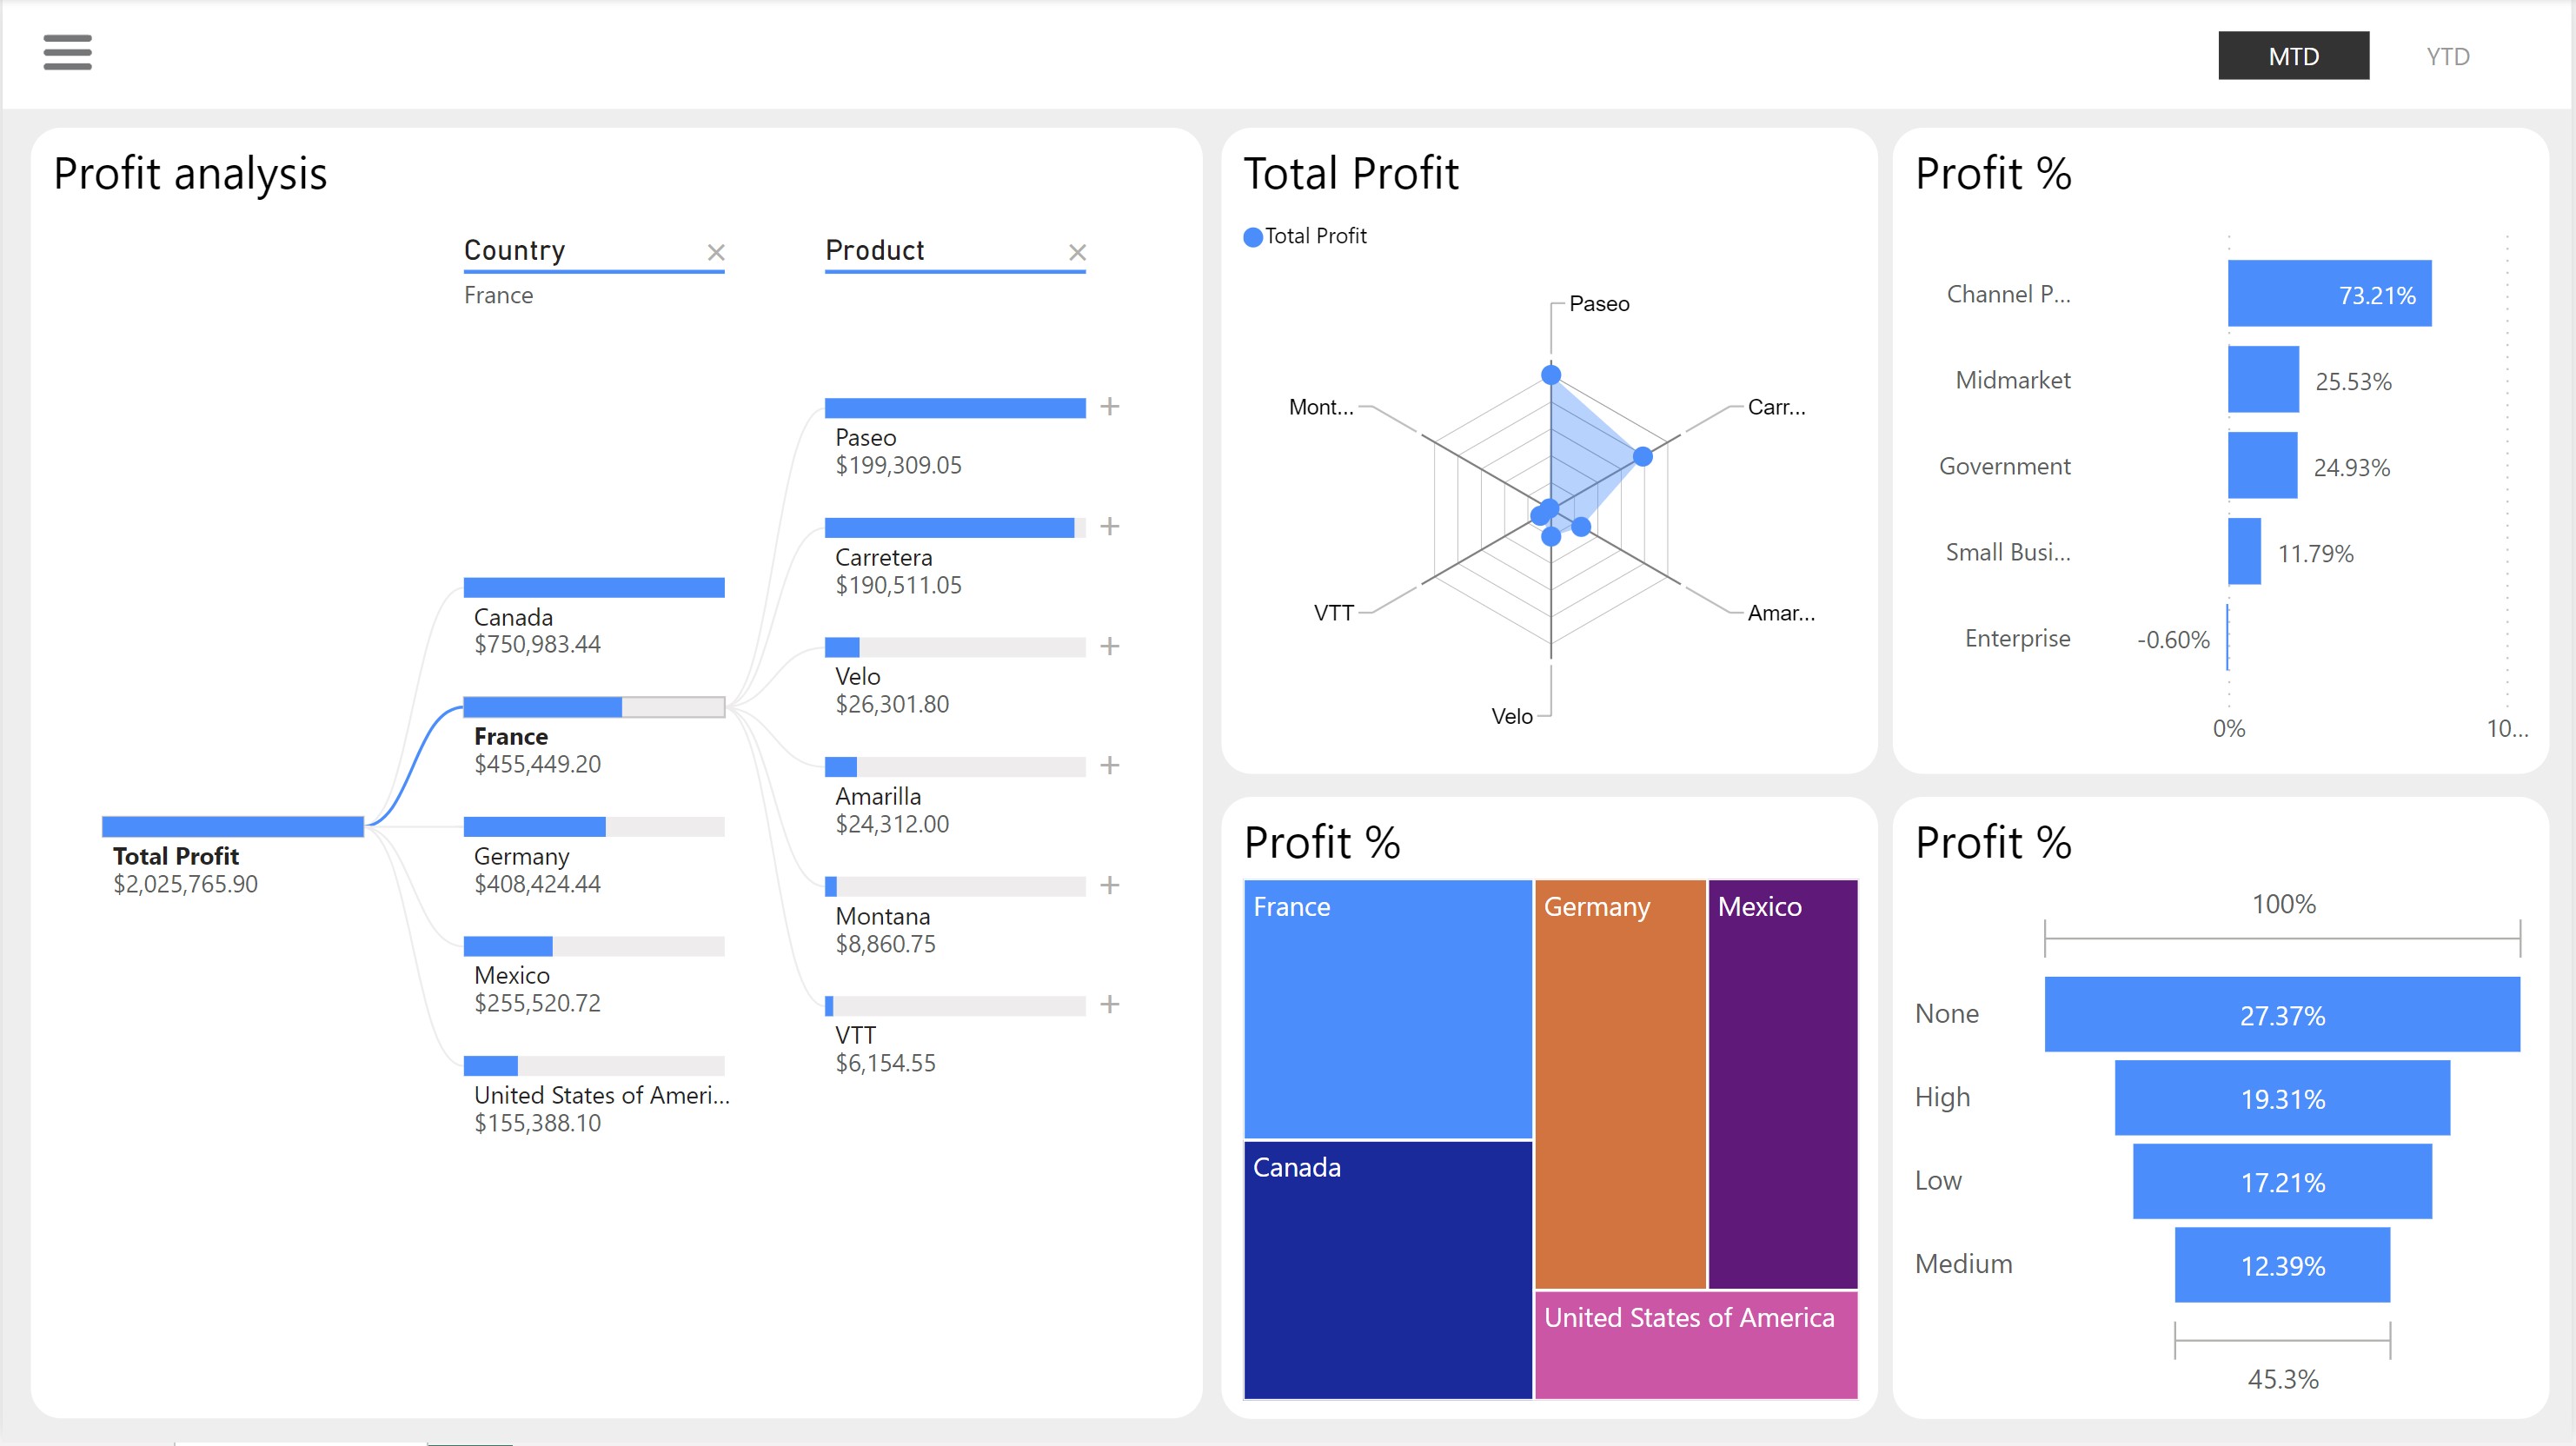 MTD
YTD
Profit analysis
Country
France
Product
Total Profit
$2,025,765.90
Canada
$750,983.44
France
$455,449.20
Germany
$408,424.44
Mexico
$255,520.72
United States of Ameri...
$155,388.10
Paseo
$199,309.05
Carretera
$190,511.05
Velo
$26,301.80
Amarilla
$24,312.00
Montana
$8,860.75
VTT
$6,154.55
Total Profit
Total Profit
Paseo
Mont...
Carr...
VTT
Amar...
Velo
Profit %
Channel P...
73.21%
Midmarket
25.53%
Government
24.93%
Small Busi...
11.79%
Enterprise
-0.60%
0%
10...
Profit %
France
Germany
Mexico
Canada
United States of America
Profit %
100%
None
27.37%
High
19.31%
Low
17.21%
Medium
12.39%
45.3%